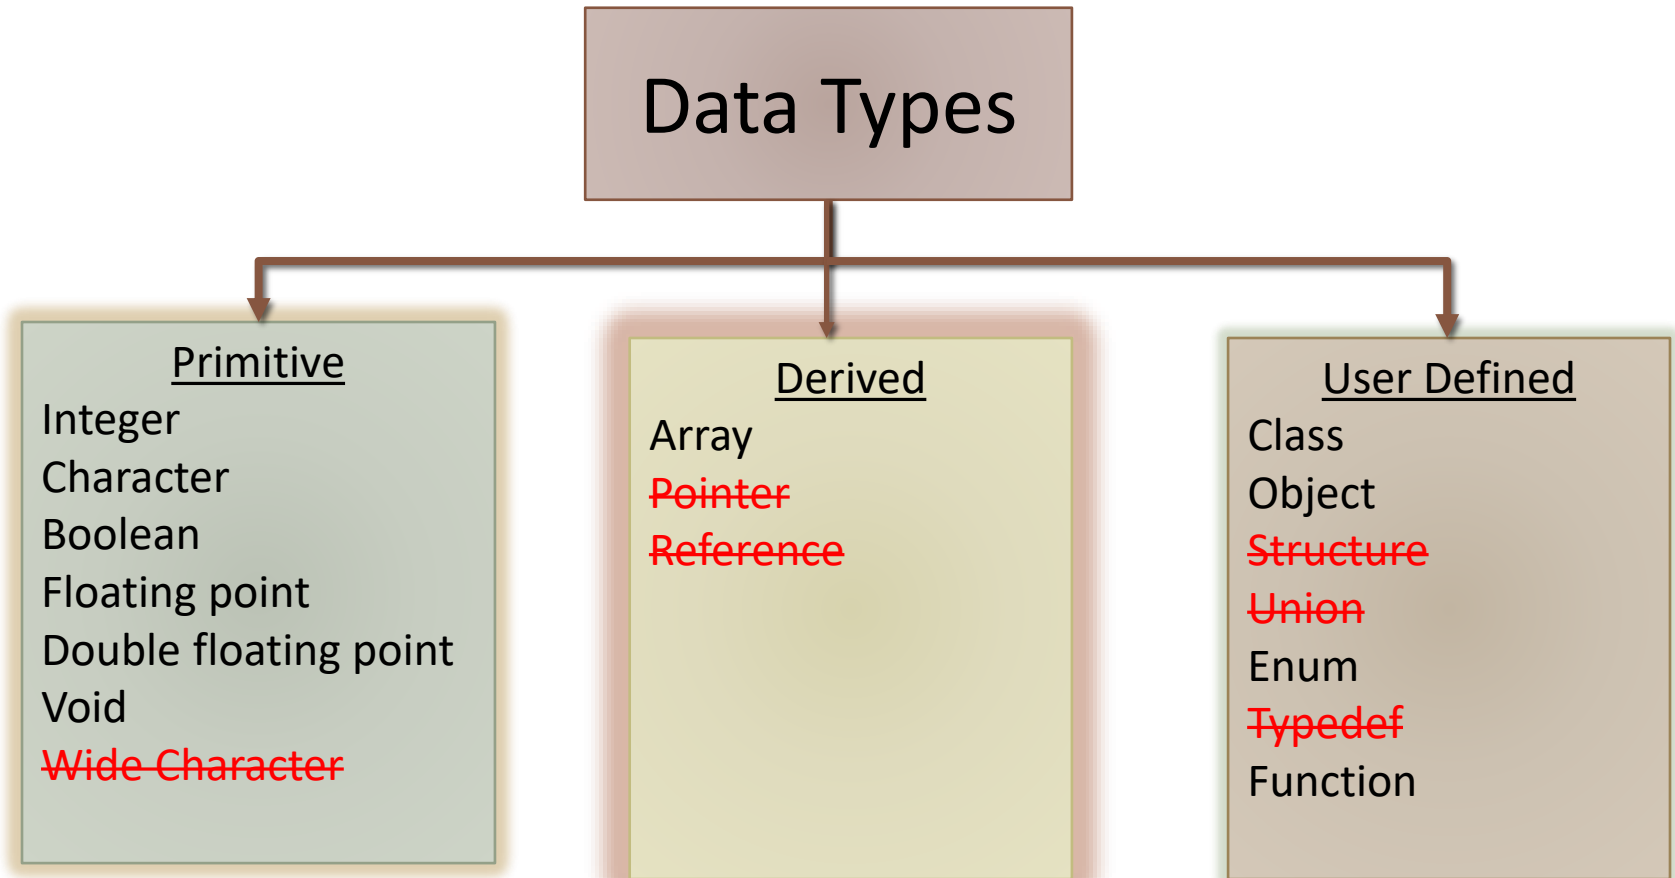 Data Types
Primitive
Integer
Character
Boolean
Floating point
Double floating point
Void
Wide Character
Derived
Array
Pointer
Reference
User Defined
Class
Object
Structure
Union
Enum
Typedef
Function